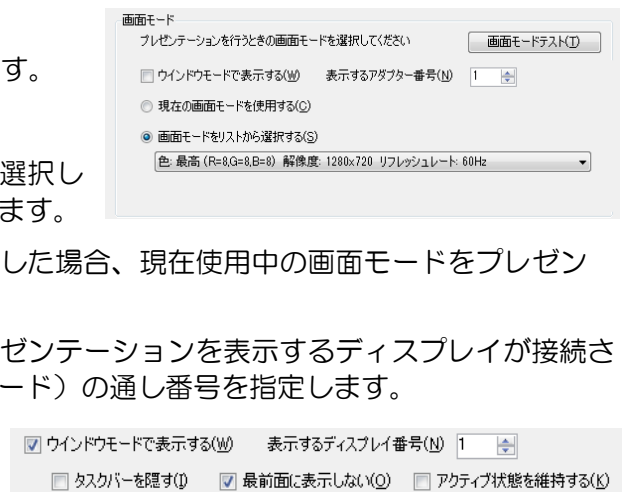 画面モード
プレゼンテーションを行うときの画面モードを選択してください 画面モードテスト(T)
す。
ウインドウモードで表示する(W) 表示するアダプター番号(N) 1
現在の画面モードを使用する(C)
画面モードをリストから選択する(S)
選択し
色: 最高 (R=8,G=8,B=8) 解像度: 1280x720 リフレッシュレート: 60Hz
ます。
した場合、現在使用中の画面モードをプレゼン
ゼンテーションを表示するディスプレイが接続さ
ード）の通し番号を指定します。
ウインドウモードで表示する(W) 表示するディスプレイ番号(N) 1
タスクバーを隠す(I) 最前面に表示しない(O) アクティブ状態を維持する(K)